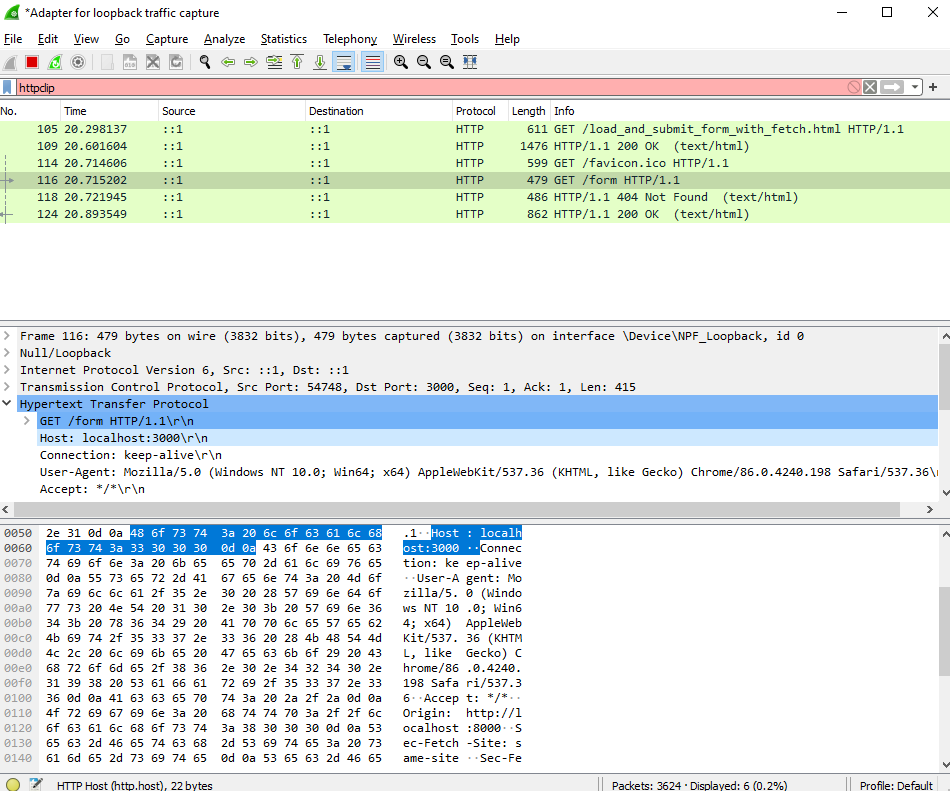 *Adapter for loopback traffic capture
File Edit View Go Capture Analyze Statistics Telephony Wireless Tools Help
httpclip
No. Time Source Destination Protocol Length Info
105 20.298137 ::1 ::1 HTTP 611 GET /load_and_submit_form_with_fetch.html HTTP/1.1
109 20.601604 ::1 ::1 HTTP 1476 HTTP/1.1 200 OK (text/html)
114 20.714606 ::1 ::1 HTTP 599 GET /favicon.ico HTTP/1.1
116 20.715202 ::1 ::1 HTTP 479 GET /form HTTP/1.1
118 20.721945 ::1 ::1 HTTP 486 HTTP/1.1 404 Not Found (text/html)
124 20.893549 ::1 ::1 HTTP 862 HTTP/1.1 200 OK (text/html)
Frame 116: 479 bytes on wire (3832 bits), 479 bytes captured (3832 bits) on interface \Device\NPF_Loopback, id 0
Null/Loopback
Internet Protocol Version 6, Src: ::1, Dst: ::1
Transmission Control Protocol, Src Port: 54748, Dst Port: 3000, Seq: 1, Ack: 1, Len: 415
Hypertext Transfer Protocol
GET /form HTTP/1.1\r\n
Host: localhost:3000\r\n
Connection: keep-alive\r\n
User-Agent: Mozilla/5.0 (Windows NT 10.0; Win64; x64) AppleWebKit/537.36 (KHTML, like Gecko) Chrome/86.0.4240.198 Safari/537.36\
Accept: */*\r\n
0050 2e 31 0d 0a 48 6f 73 74 3a 20 6c 6f 63 61 6c 68 .1··Host : localh
0060 6f 73 74 3a 33 30 30 30 0d 0a 43 6f 6e 6e 65 63 ost:3000 ··Connec
0070 74 69 6f 6e 3a 20 6b 65 65 70 2d 61 6c 69 76 65 tion: ke ep-alive
0080 0d 0a 55 73 65 72 2d 41 67 65 6e 74 3a 20 4d 6f ··User-A gent: Mo
0090 7a 69 6c 6c 61 2f 35 2e 30 20 28 57 69 6e 64 6f zilla/5. 0 (Windo
00a0 77 73 20 4e 54 20 31 30 2e 30 3b 20 57 69 6e 36 ws NT 10 .0; Win6
00b0 34 3b 20 78 36 34 29 20 41 70 70 6c 65 57 65 62 4; x64) AppleWeb
00c0 4b 69 74 2f 35 33 37 2e 33 36 20 28 4b 48 54 4d Kit/537. 36 (KHTM
00d0 4c 2c 20 6c 69 6b 65 20 47 65 63 6b 6f 29 20 43 L, like Gecko) C
00e0 68 72 6f 6d 65 2f 38 36 2e 30 2e 34 32 34 30 2e hrome/86 .0.4240.
00f0 31 39 38 20 53 61 66 61 72 69 2f 35 33 37 2e 33 198 Safa ri/537.3
0100 36 0d 0a 41 63 63 65 70 74 3a 20 2a 2f 2a 0d 0a 6··Accep t: */*··
0110 4f 72 69 67 69 6e 3a 20 68 74 74 70 3a 2f 2f 6c Origin: http://l
0120 6f 63 61 6c 68 6f 73 74 3a 38 30 30 30 0d 0a 53 ocalhost :8000··S
0130 65 63 2d 46 65 74 63 68 2d 53 69 74 65 3a 20 73 ec-Fetch -Site: s
0140 61 6d 65 2d 73 69 74 65 0d 0a 53 65 63 2d 46 65 ame-site ··Sec-Fe
HTTP Host (http.host), 22 bytes Packets: 3624 · Displayed: 6 (0.2%) Profile: Default